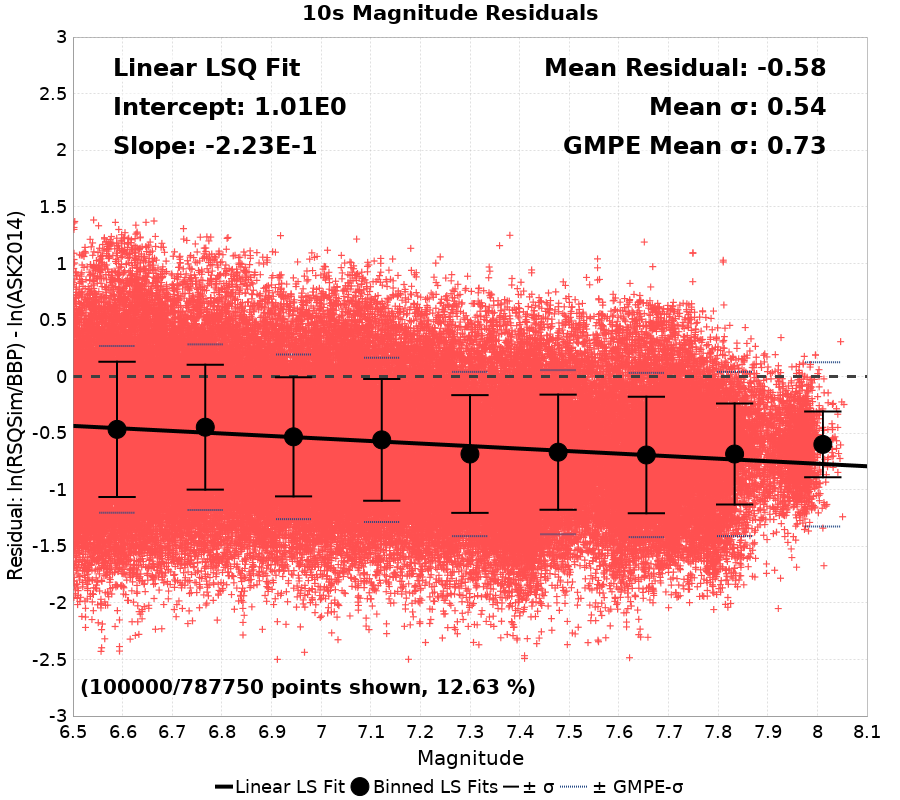 10s Magnitude Residuals
Linear LSQ Fit
Intercept: 1.01E0
Slope: -2.23E-1
Mean Residual: -0.58
Mean σ: 0.54
GMPE Mean σ: 0.73
Residual: ln(RSQSim/BBP) - ln(ASK2014)
3
2.5
2
1.5
1
0.5
0
-0.5
-1
-1.5
-2
-2.5
-3
(100000/787750 points shown, 12.63 %)
6.5 6.6 6.7 6.8 6.9 7 7.1 7.2 7.3 7.4 7.5 7.6 7.7 7.8 7.9 8 8.1
Magnitude
Linear LS Fit Binned LS Fits ± σ ± GMPE-σ